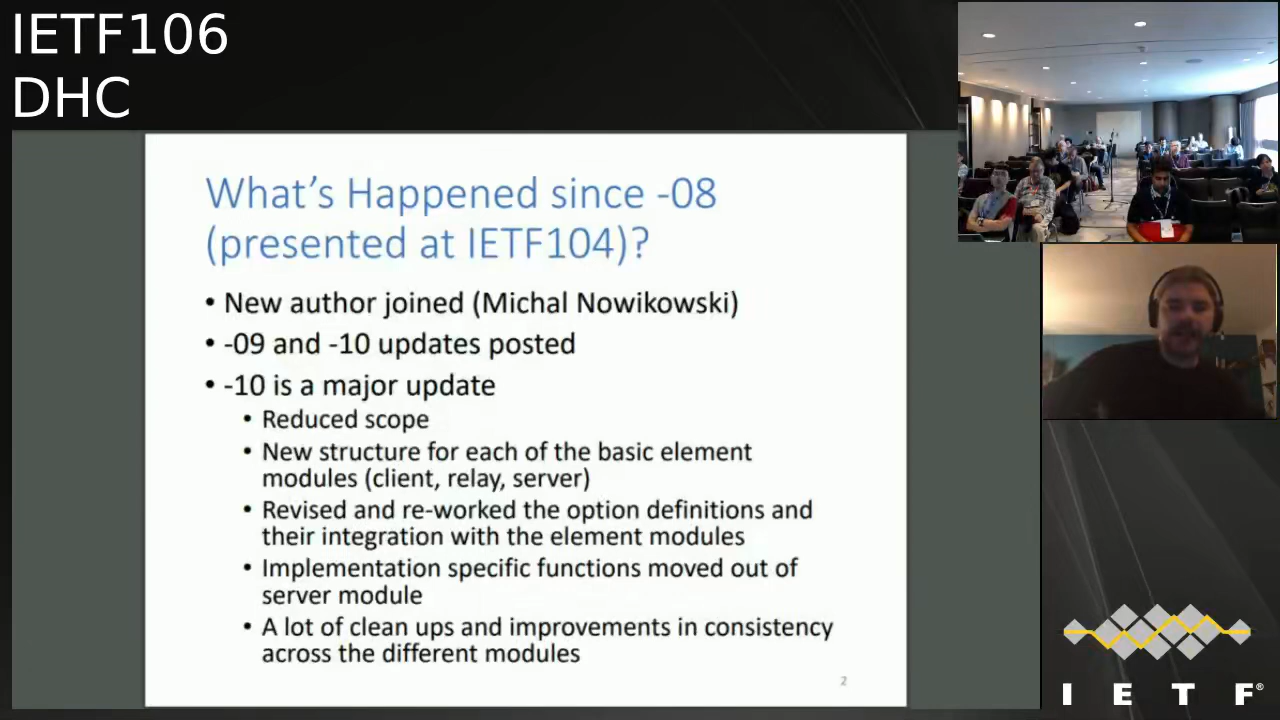 IETF106
DHC
What's Happened since -08
(presented at IETF104)?
• New author joined (Michal Nowikowski)
• -09 and -10 updates posted
• -10 is a major update
• Reduced scope
• New structure for each of the basic element
modules (client, relay, server)
• Revised and re-worked the option definitions and
their integration with the element modules
• Implementation specific functions moved out of
server module
• A lot of clean ups and improvements in consistency
across the different modules
2
I E T F®